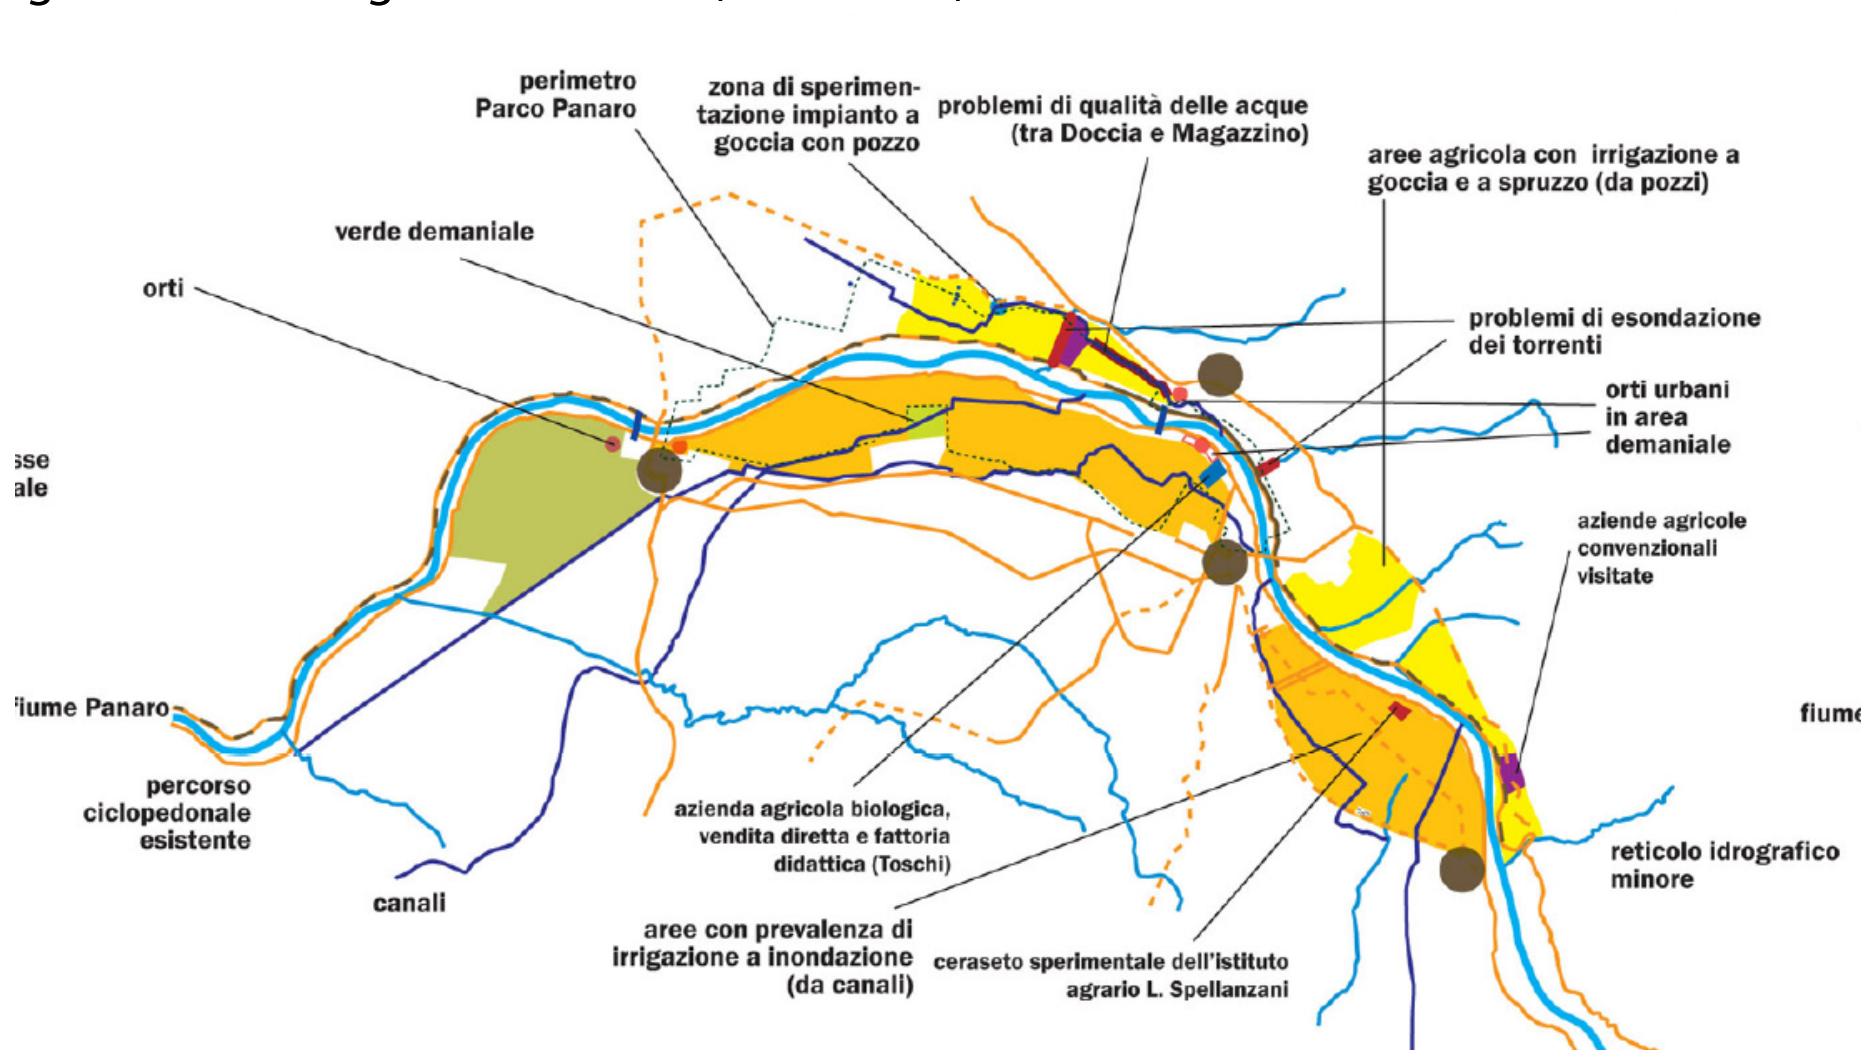 perimetro
Parco Panaro
zona di sperimen-
tazione impianto a
goccia con pozzo
problemi di qualità delle acque
(tra Doccia e Magazzino)
aree agricola con irrigazione a
goccia e a spruzzo (da pozzi)
verde demaniale
orti
problemi di esondazione
dei torrenti
orti urbani
in area
demaniale
sse
ale
aziende agricole
convenzionali
visitate
fiume Panaro
fiume
percorso
ciclopedonale
esistente
canali
azienda agricola biologica,
vendita diretta e fattoria
didattica (Toschi)
aree con prevalenza di
irrigazione a inondazione
(da canali)
ceraseto sperimentale dell'istituto
agrario L. Spellanzani
reticolo idrografico
minore